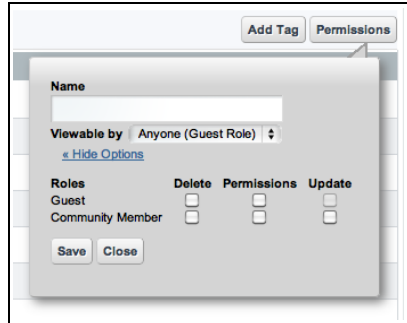 Add Tag Permissions
Name
Viewable by Anyone (Guest Role)
« Hide Options
Roles Delete Permissions Update
Guest
Community Member
Save Close